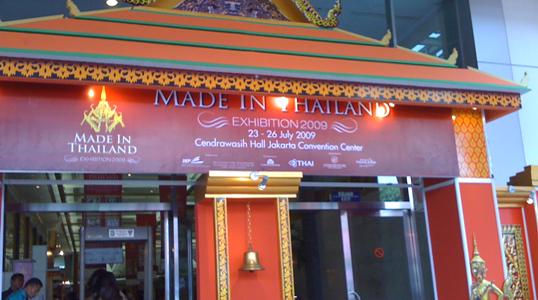 MADE IN THAILAND
EXHIBITION 2009
23 - 26 July 2009
Cendrawasih Hall Jakarta Convention Center
THAI
MADE IN
THAILAND
EXHIBITION 2009